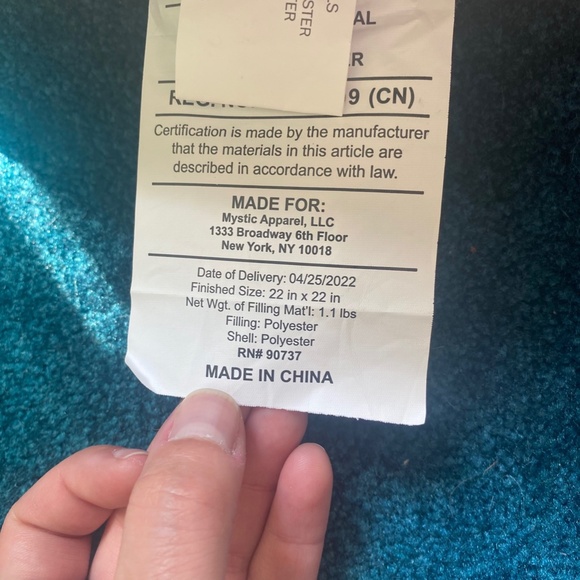 AL
R
9 (CN)
Certification is made by the manufacturer
that the materials in this article are
described in accordance with law.
MADE FOR:
Mystic Apparel, LLC
1333 Broadway 6th Floor
New York, NY 10018
Date of Delivery: 04/25/2022
Finished Size: 22 in x 22 in
Net Wgt. of Filling Mat'l: 1.1 lbs
Filling: Polyester
Shell: Polyester
RN# 90737
MADE IN CHINA
S
STER
TER